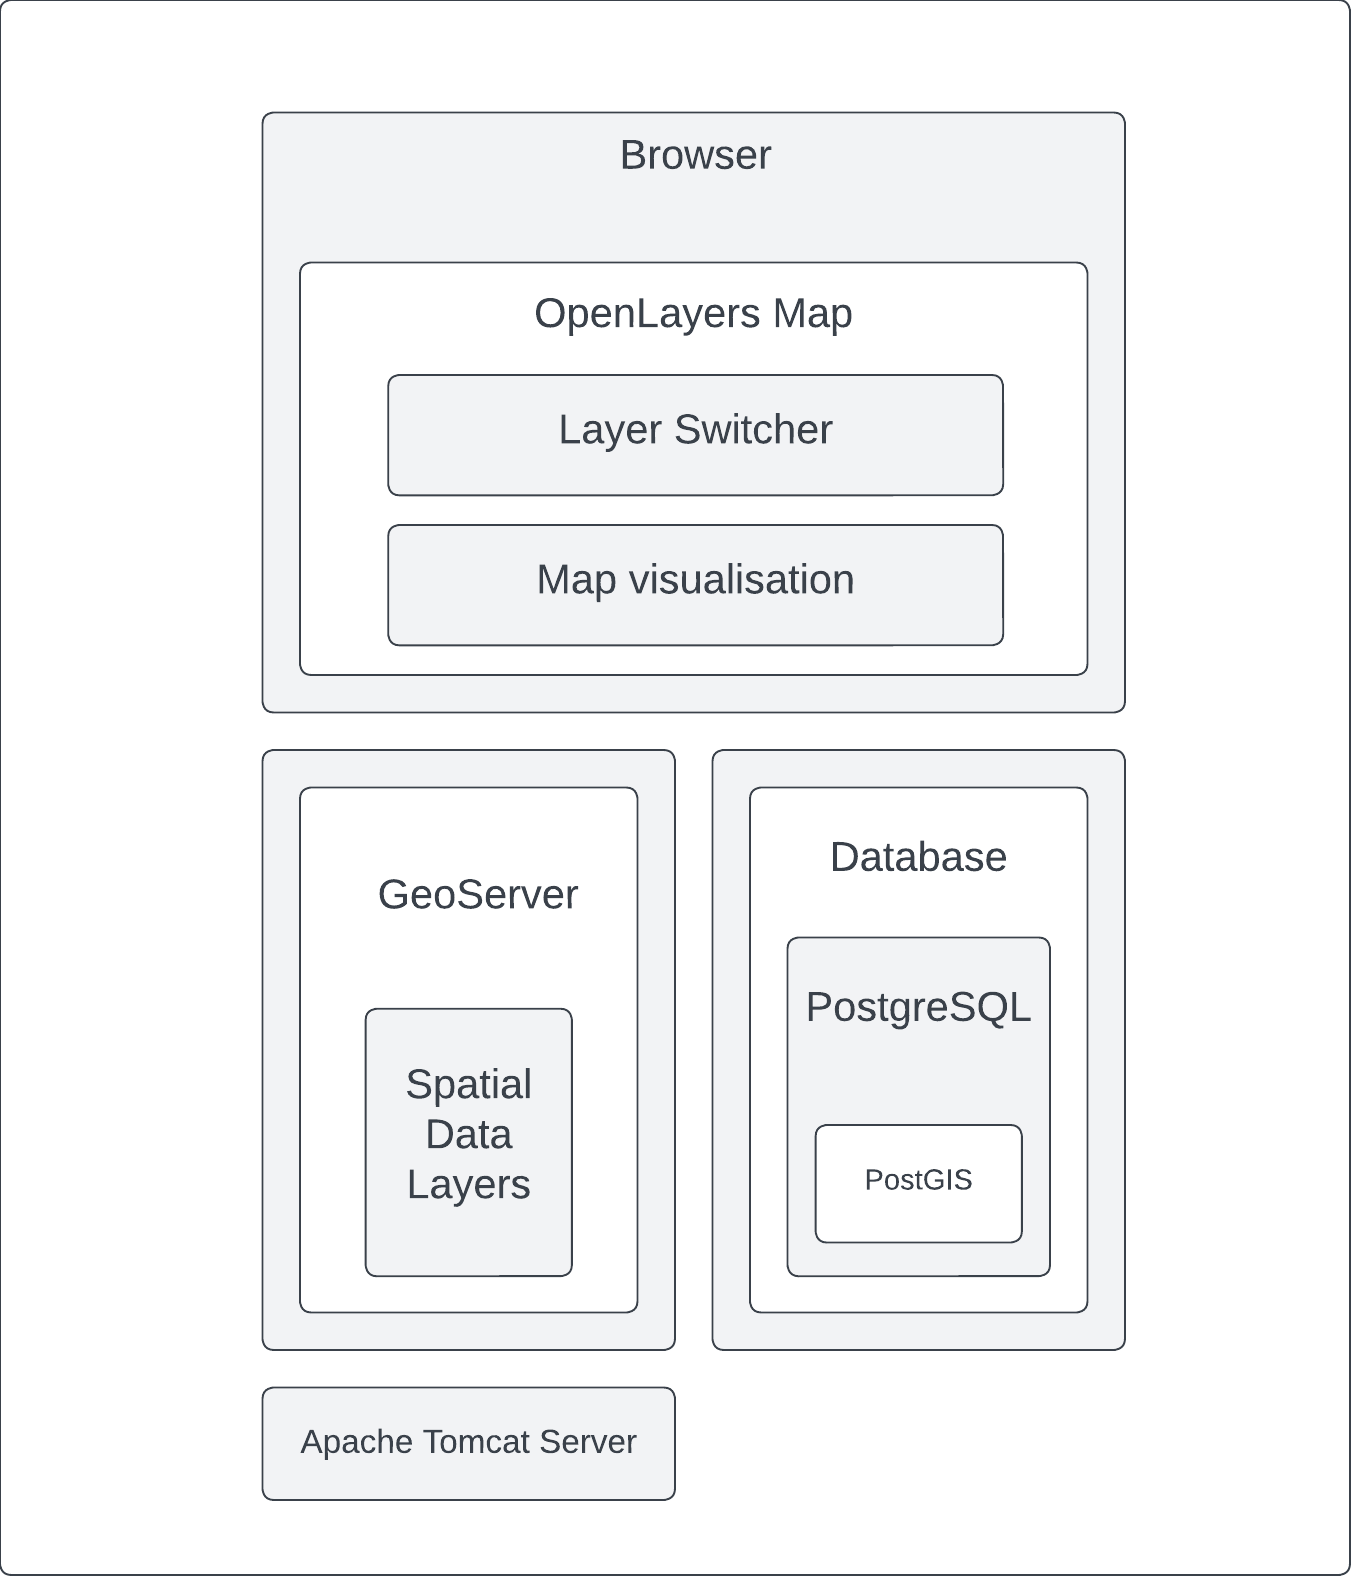 Browser
OpenLayers Map
Layer Switcher
Map visualisation
GeoServer
Spatial
Data
Layers
Database
PostgreSQL
PostGIS
Apache Tomcat Server